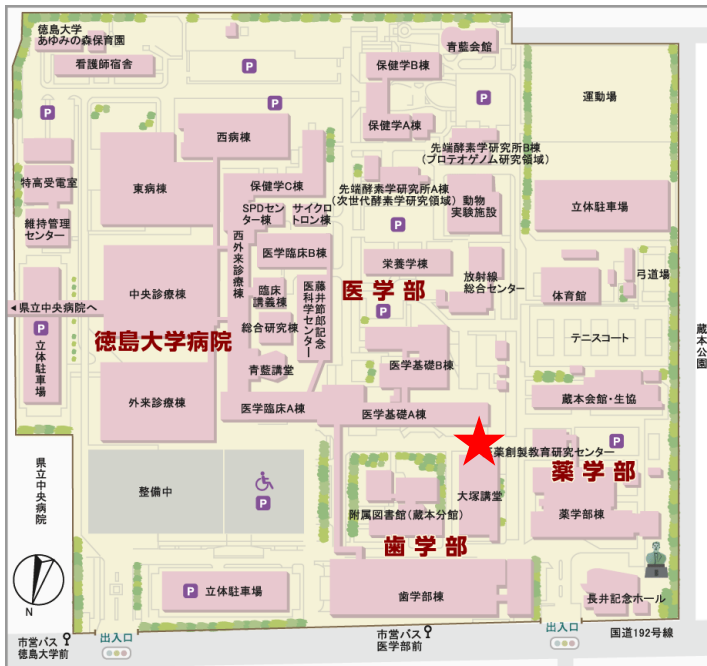 徳島大学
あゆみの森保育園
看護師宿舎
P
P
P
P
青藍会館
保健学B棟
保健学A棟
運動場
西病棟
東病棟
特高受電室
維持管理
センター
保健学C棟
先端酵素学研究所B棟
(プロテオゲノム研究領域)
先端酵素学研究所A棟
(次世代酵素学研究領域)
動物
実験施設
立体駐車場
SPDセン
ター棟
サイクロ
トロン棟
西外来診療棟
医学臨床B棟
P
栄養学棟
放射線
総合センター
体育館
弓道場
中央診療棟
臨床
講義棟
藤井節郎記念
医科学センター
医学部
◀県立中央病院へ
P
立体駐車場
徳島大学病院
総合研究棟
P
テニスコート
蔵本公園
青藍講堂
医学基礎B棟
外来診療棟
医学臨床A棟
医学基礎A棟
蔵本会館・生協
薬創製教育研究センター
P
薬学部
県立中央病院
整備中
P
附属図書館(蔵本分館)
大塚講堂
薬学部棟
歯学部
N
P
立体駐車場
歯学部棟
長井記念ホール
市営バス
徳島大学前
出入口
市営バス
医学部前
出入口
国道192号線